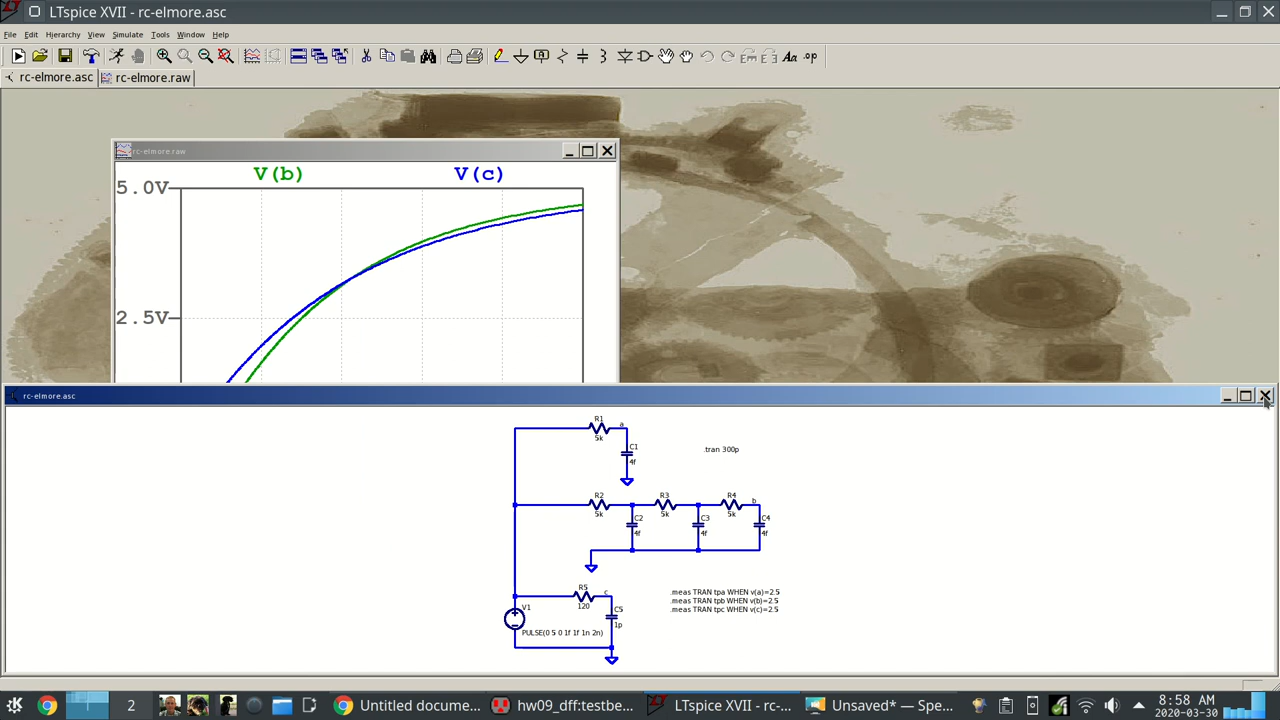 LTspice XVII - rc-elmore.asc
File Edit Hierarchy View Simulate Tools Window Help
Aa .op
rc-elmore.asc rc-elmore.raw
rc-elmore.raw
V(b) V(c)
5.0V
2.5V
rc-elmore.asc
R1
a
5k
C1
4f
.tran 300p
R2 R3 R4 b
5k 5k 5k
C2 C3 C4
4f 4f 4f
R5
c
120
C5
1p
V1
PULSE(0 5 0 1f 1f 1n 2n)
.meas TRAN tpa WHEN v(a)=2.5
.meas TRAN tpb WHEN v(b)=2.5
.meas TRAN tpc WHEN v(c)=2.5
2 Untitled docume... hw09_dff:testbe... LTspice XVII - rc-... Unsaved* — Spe... 8:58 AM
2020-03-30